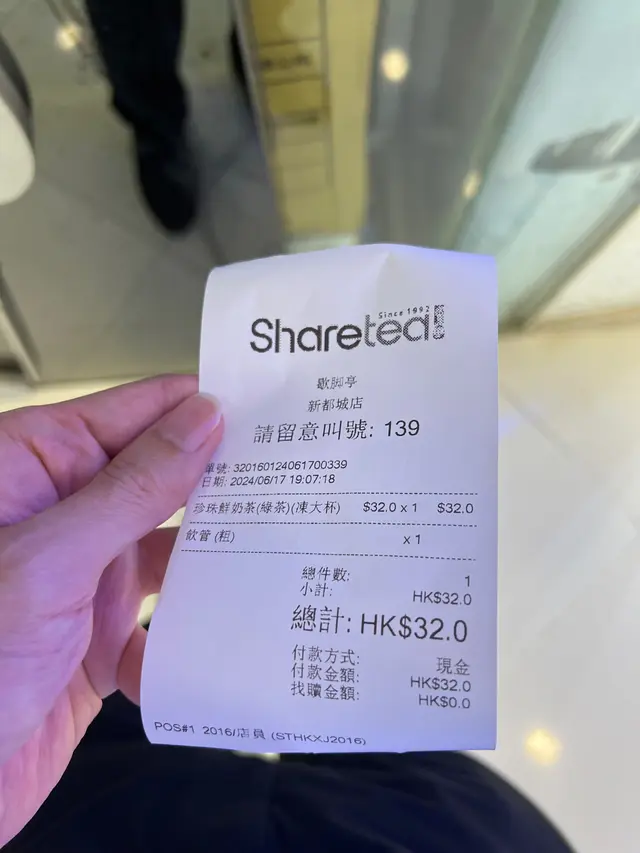 Since 1992
Sharetea
歇脚亭
新都城店
請留意叫號: 139
單號: 320160124061700339
日期: 2024/06/17 19:07:18
珍珠鮮奶茶(綠茶)(凍大杯) $32.0 x 1 $32.0
飲管 (粗) x 1
總件數: 1
小計: HK$32.0
總計: HK$32.0
付款方式: 現金
付款金額: HK$32.0
找贖金額: HK$0.0
POS#1 2016/店員 (STHKXJ2016)